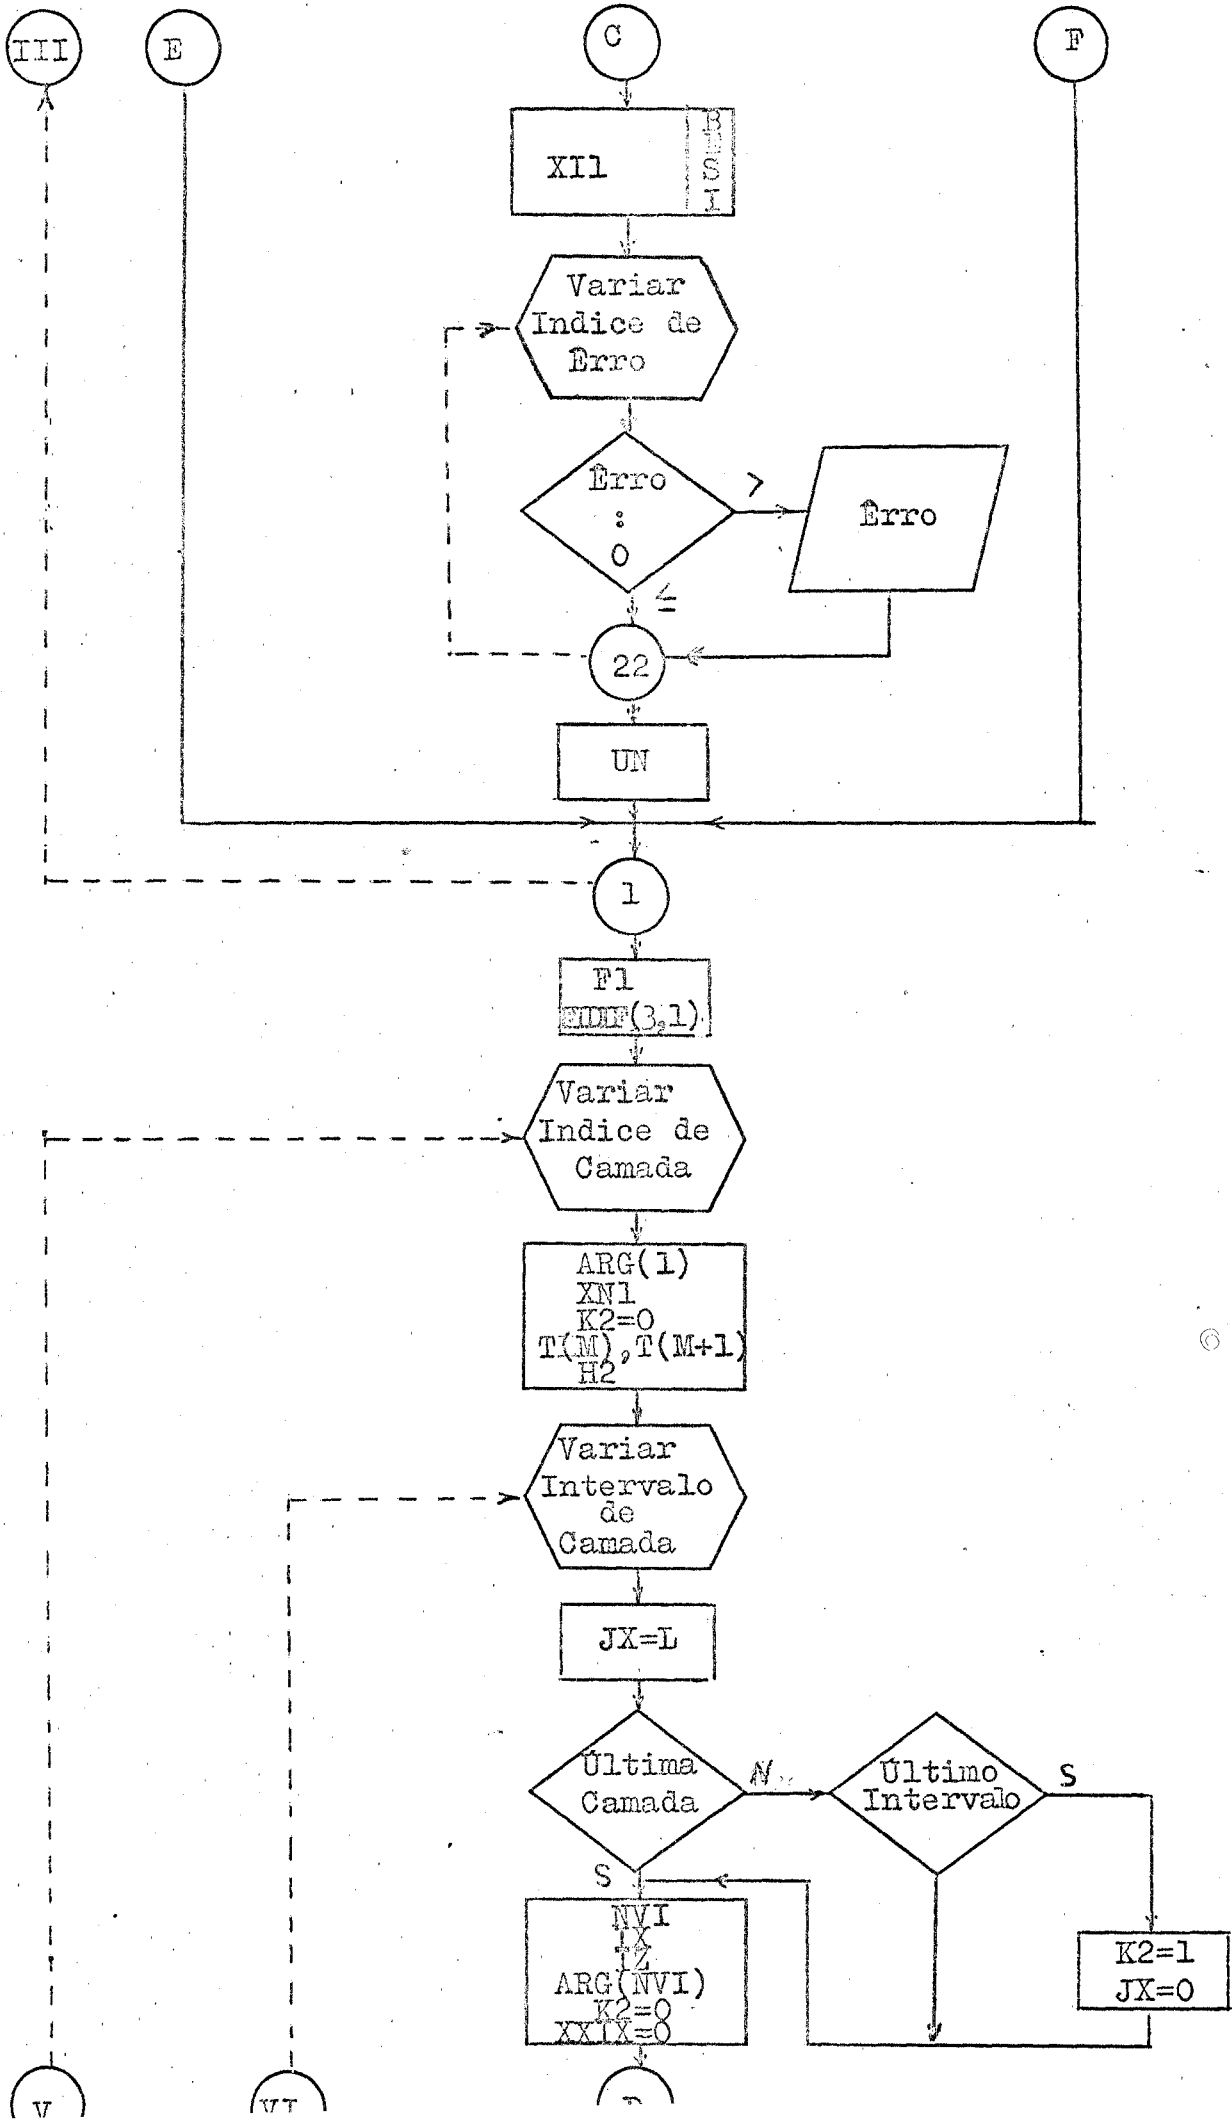 III
E
C
F
XI1
B
E
S
I
Variar
Indice de
Êrro
Êrro
:
0
>
Êrro
≤
22
UN
1
F1
(3,1)
Variar
Indice de
Camada
ARG(1)
XN1
K2=0
T(M),T(M+1)
H2
Variar
Intervalo
de
Camada
JX=L
Última
Camada
N
Último
Intervalo
S
S
NVI
IX
IZ
ARG(NVI)
K2=0
XXIX=0
K2=1
JX=0
V
VI